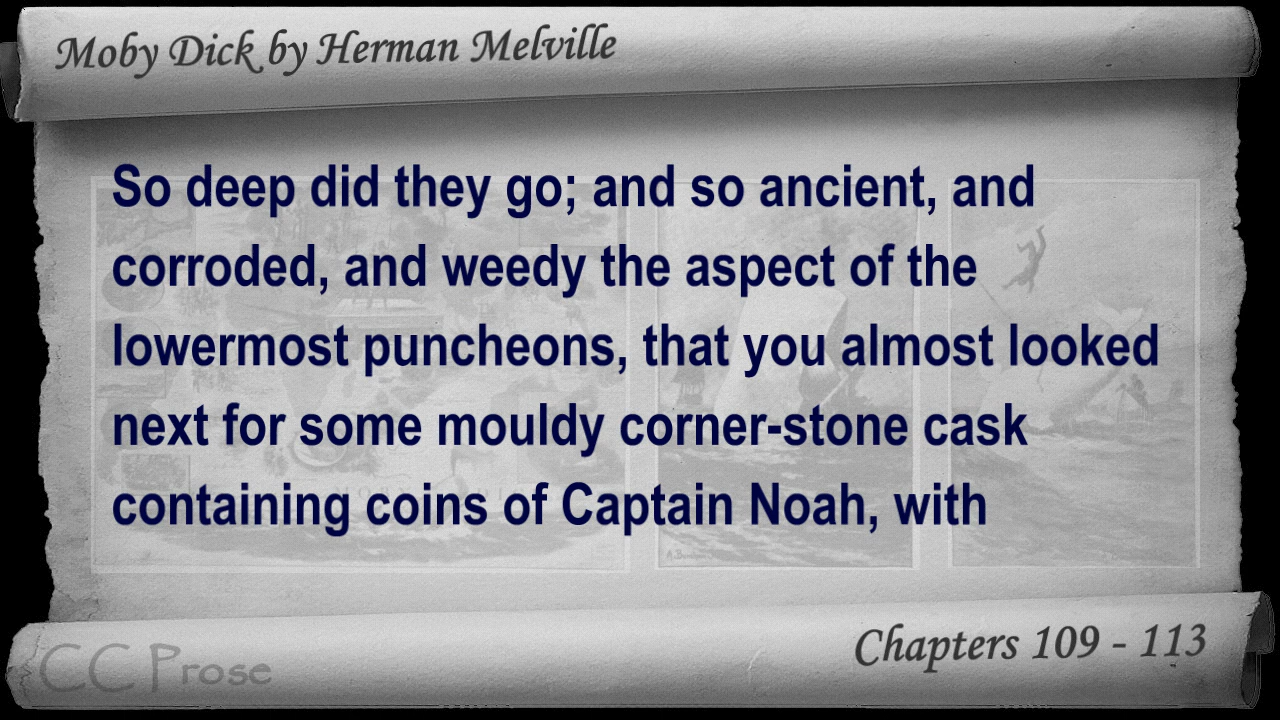 Moby Dick by Herman Melville
So deep did they go; and so ancient, and
corroded, and weedy the aspect of the
lowermost puncheons, that you almost looked
next for some mouldy corner-stone cask
containing coins of Captain Noah, with
Chapters 109 - 113
CC Prose